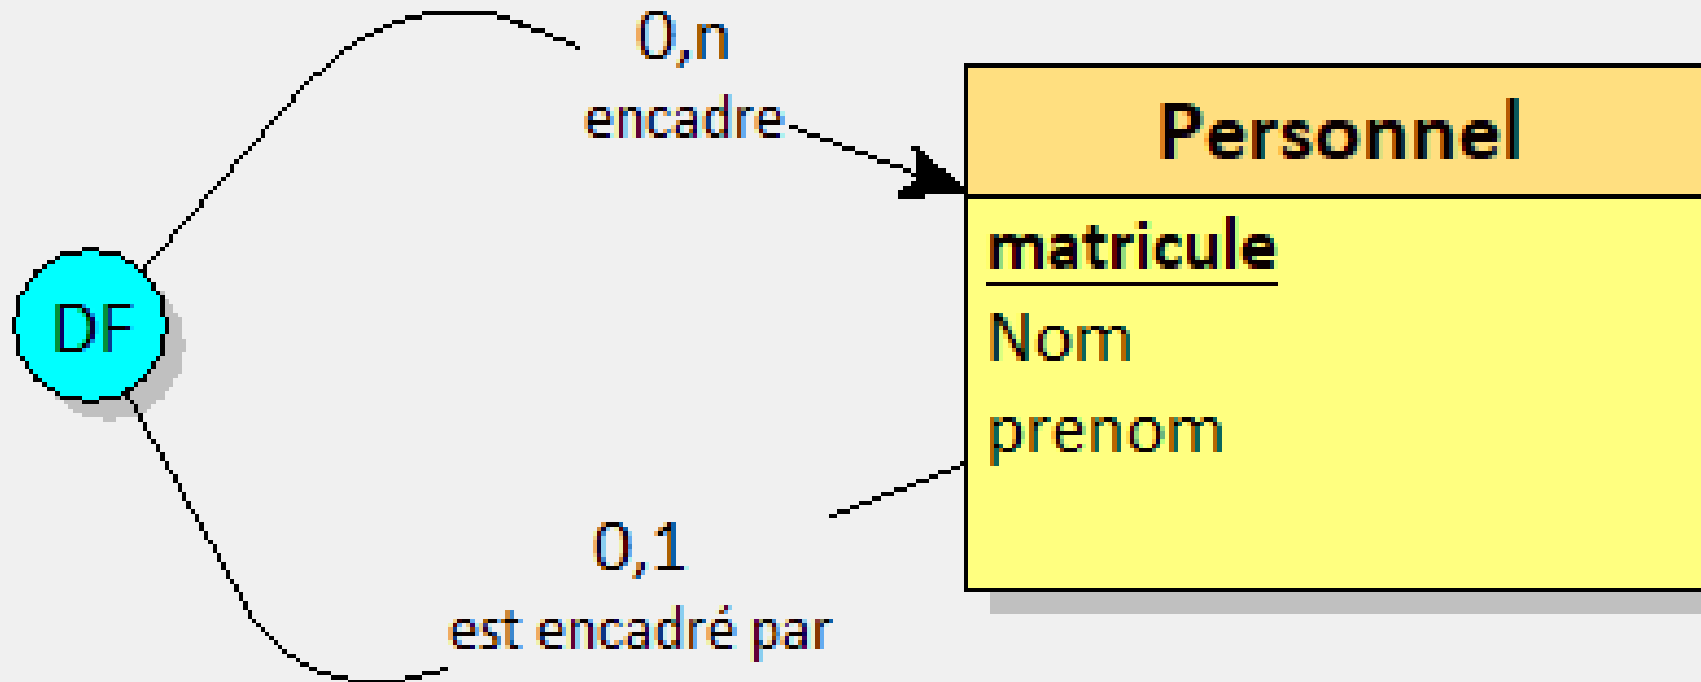 0,n
encadre
Personnel
matricule
Nom
prenom
DF
0,1
est encadré par